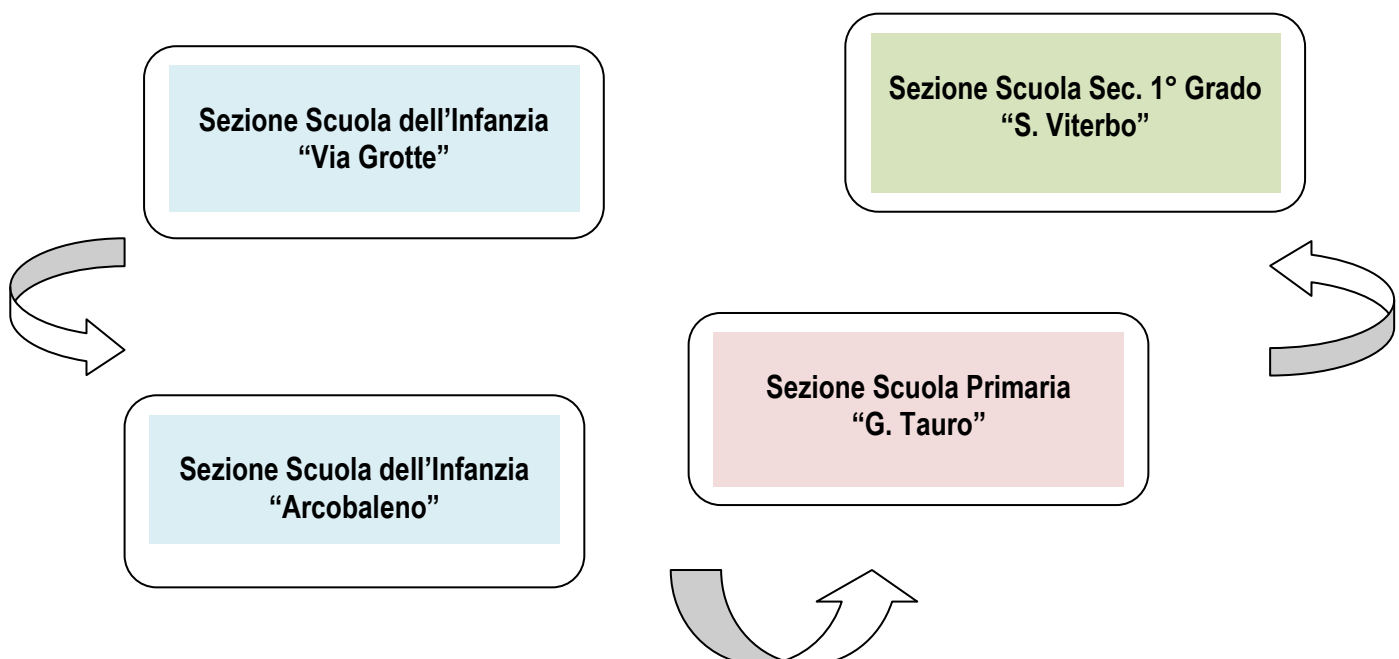 Sezione Scuola dell’Infanzia
“Via Grotte”
Sezione Scuola Sec. 1° Grado
“S. Viterbo”
Sezione Scuola Primaria
“G. Tauro”
Sezione Scuola dell’Infanzia
“Arcobaleno”